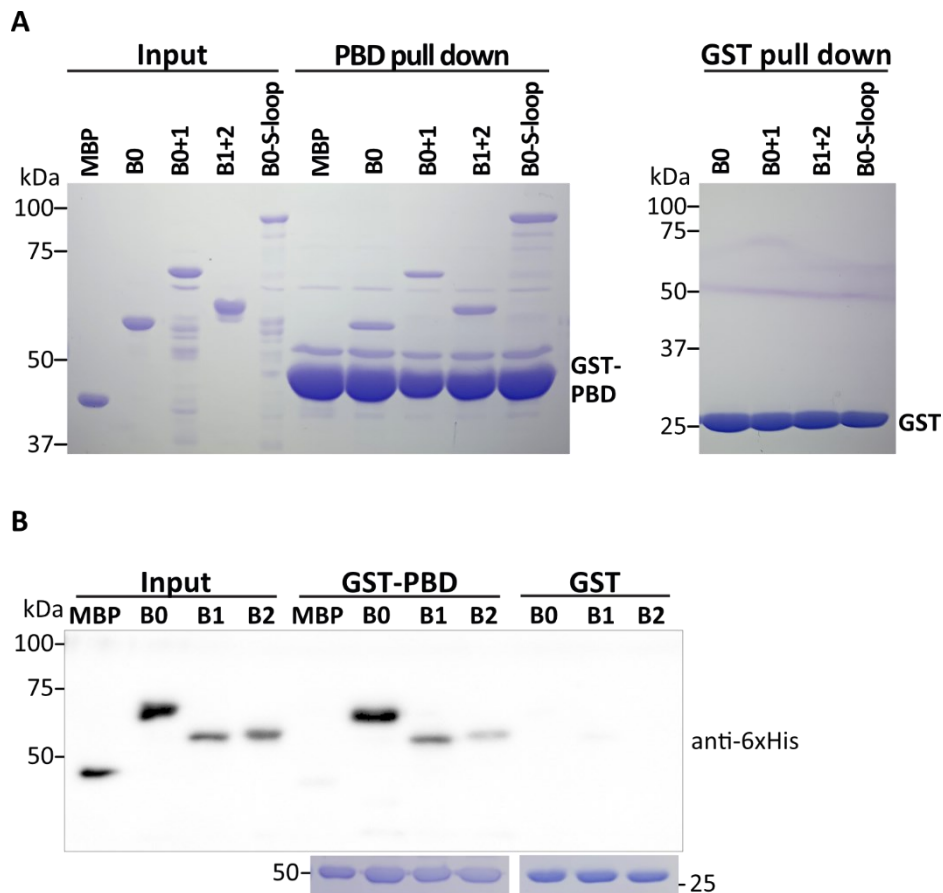 A
Input PBD pull down GST pull down
MBP B0 B0+1 B1+2 B0-S-loop MBP B0 B0+1 B1+2 B0-S-loop B0 B0+1 B1+2 B0-S-loop
kDa kDa
100 100
75 75
50 50
37 37
25
GST-
PBD
GST
B
Input GST-PBD GST
kDa MBP B0 B1 B2 MBP B0 B1 B2 B0 B1 B2
100
75
50
anti-6xHis
50 25